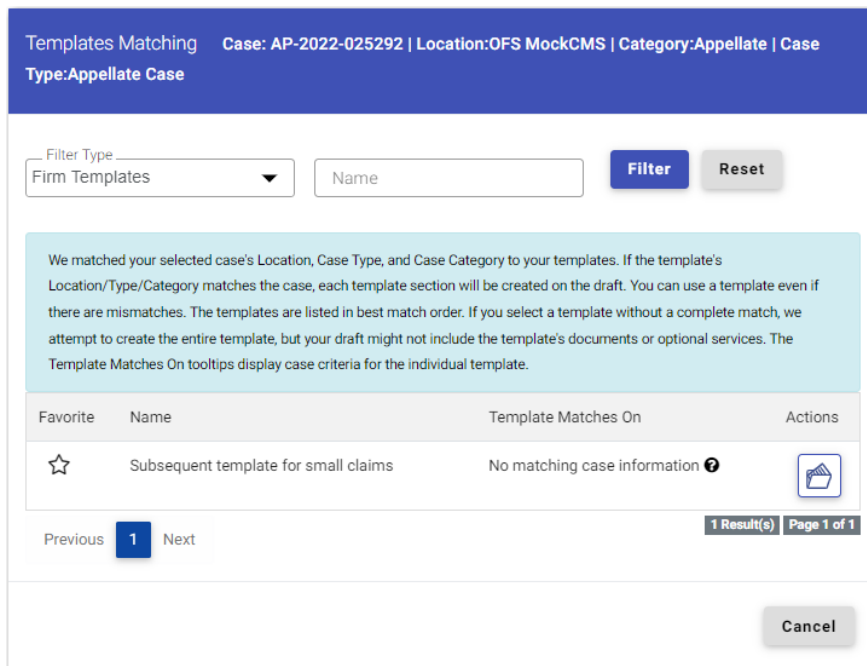 Templates Matching Case: AP-2022-025292 | Location:OFS MockCMS | Category:Appellate | Case
Type:Appellate Case
Filter Type
Firm Templates
Name
Filter
Reset
We matched your selected case's Location, Case Type, and Case Category to your templates. If the template's
Location/Type/Category matches the case, each template section will be created on the draft. You can use a template even if
there are mismatches. The templates are listed in best match order. If you select a template without a complete match, we
attempt to create the entire template, but your draft might not include the template's documents or optional services. The
Template Matches On tooltips display case criteria for the individual template.
Favorite Name Template Matches On Actions
Subsequent template for small claims No matching case information ?
1 Result(s) Page 1 of 1
Previous 1 Next
Cancel